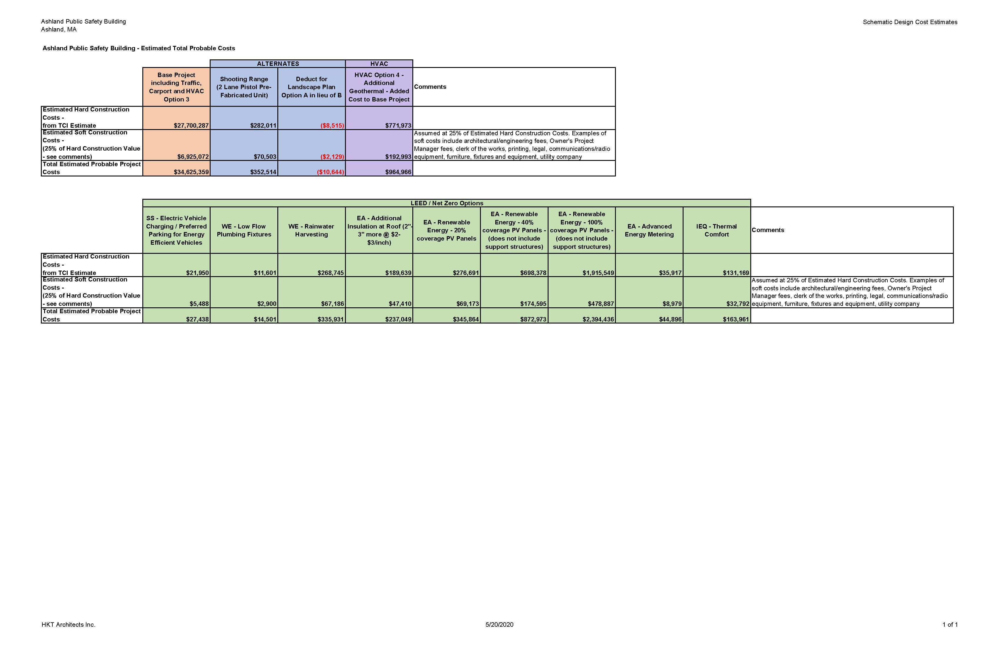 Ashland Public Safety Building
Ashland, MA
Schematic Design Cost Estimates
Ashland Public Safety Building - Estimated Total Probable Costs
ALTERNATES
HVAC
Base Project
including Traffic,
Carport and HVAC
Option 3
Shooting Range
(2 Lane Pistol Pre-
Fabricated Unit)
Deduct for
Landscape Plan
Option A in lieu of B
HVAC Option 4 -
Additional
Geothermal - Added
Cost to Base Project
Comments
Estimated Hard Construction
Costs -
from TCI Estimate
$27,700,287
$282,011
($8,515)
$771,973
Estimated Soft Construction
Costs -
(25% of Hard Construction Value
- see comments)
$6,925,072
$70,503
($2,129)
$192,993
Assumed at 25% of Estimated Hard Construction Costs. Examples of
soft costs include architectural/engineering fees, Owner's Project
Manager fees, clerk of the works, printing, legal, communications/radio
equipment, furniture, fixtures and equipment, utility company
Total Estimated Probable Project
Costs
$34,625,359
$352,514
($10,644)
$964,966
LEED / Net Zero Options
SS - Electric Vehicle
Charging / Preferred
Parking for Energy
Efficient Vehicles
WE - Low Flow
Plumbing Fixtures
WE - Rainwater
Harvesting
EA - Additional
Insulation at Roof (2"-
3" more @ $2-
$3/inch)
EA - Renewable
Energy - 20%
coverage PV Panels
EA - Renewable
Energy - 40%
coverage PV Panels -
(does not include
support structures)
EA - Renewable
Energy - 100%
coverage PV Panels -
(does not include
support structures)
EA - Advanced
Energy Metering
IEQ - Thermal
Comfort
Comments
Estimated Hard Construction
Costs -
from TCI Estimate
$21,950
$11,601
$268,745
$189,639
$276,691
$698,378
$1,915,549
$35,917
$131,169
Estimated Soft Construction
Costs -
(25% of Hard Construction Value
- see comments)
$5,488
$2,900
$67,186
$47,410
$69,173
$174,595
$478,887
$8,979
$32,792
Assumed at 25% of Estimated Hard Construction Costs. Examples of
soft costs include architectural/engineering fees, Owner's Project
Manager fees, clerk of the works, printing, legal, communications/radio
equipment, furniture, fixtures and equipment, utility company
Total Estimated Probable Project
Costs
$27,438
$14,501
$335,931
$237,049
$345,864
$872,973
$2,394,436
$44,896
$163,961
HKT Architects Inc.
5/20/2020
1 of 1